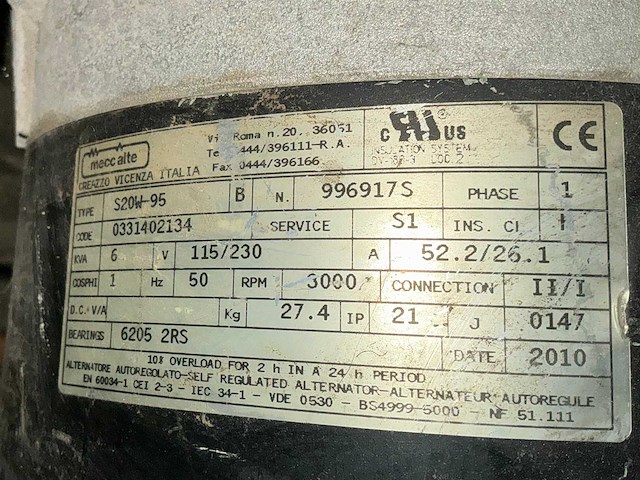 mecc alte
Via Roma n.20, 36051
Te 444/396111-R.A.
CREAZZO VICENZA ITALIA Fax 0444/396166
c US ®
INSULATION SYSTEM
CE
TYPE S20W-95 B N. 996917S PHASE 1
CODE 0331402134 SERVICE S1 INS. Cl
KVA 6 V 115/230 A 52.2/26.1
COSPHI 1 Hz 50 RPM 3000 CONNECTION II/I
D.C. V/A Kg 27.4 IP 21 J 0147
BEARINGS 6205 2RS DATE 2010
10% OVERLOAD FOR 2 h IN A 24 h PERIOD
ALTERNATORE AUTOREGOLATO-SELF REGULATED ALTERNATOR-ALTERNATEUR AUTOREGULE
EN 60034-1 CEI 2-3 - IEC 34-1 - VDE 0530 - BS4999-5000 - NF 51.111